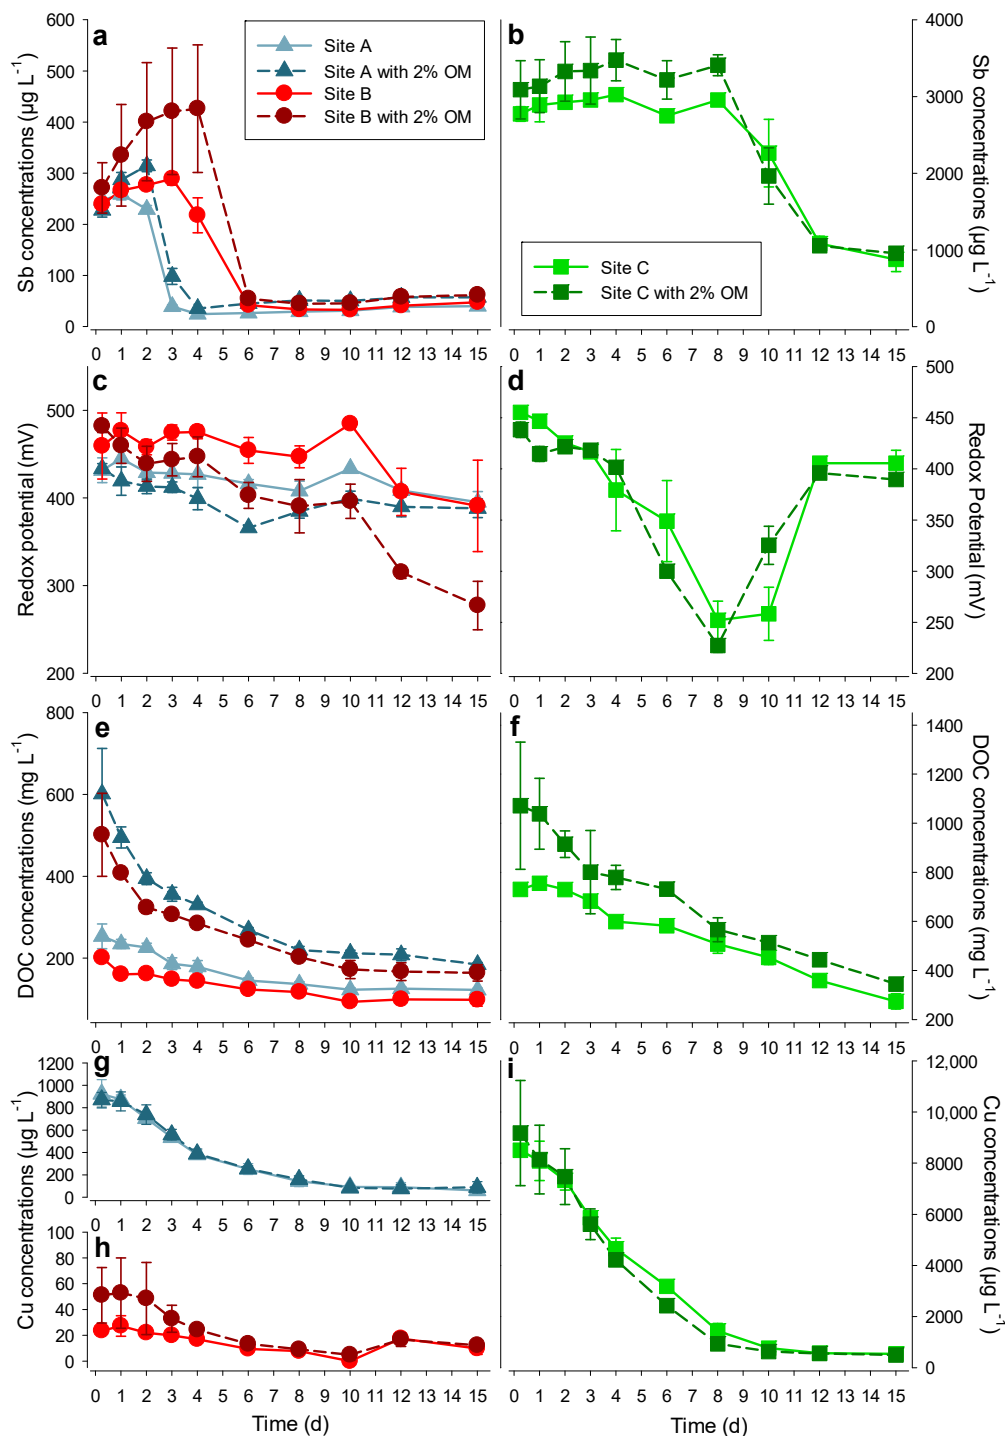 a
600
500
400
300
200
100
0
Sb concentrations (µg L⁻¹)
Site A
Site A with 2% OM
Site B
Site B with 2% OM
0 1 2 3 4 5 6 7 8 9 10 11 12 13 14 15
b
4000
3000
2000
1000
0
Sb concentrations (µg L⁻¹)
Site C
Site C with 2% OM
0 1 2 3 4 5 6 7 8 9 10 11 12 13 14 15
c
500
400
300
200
Redox potential (mV)
0 1 2 3 4 5 6 7 8 9 10 11 12 13 14 15
d
500
450
400
350
300
250
200
Redox Potential (mV)
0 1 2 3 4 5 6 7 8 9 10 11 12 13 14 15
e
800
600
400
200
DOC concentrations (mg L⁻¹)
0 1 2 3 4 5 6 7 8 9 10 11 12 13 14 15
f
1400
1200
1000
800
600
400
200
DOC concentrations (mg L⁻¹)
0 1 2 3 4 5 6 7 8 9 10 11 12 13 14 15
g
1200
1000
800
600
400
200
0
Cu concentrations (µg L⁻¹)
0 1 2 3 4 5 6 7 8 9 10 11 12 13 14 15
h
100
80
60
40
20
0
0 1 2 3 4 5 6 7 8 9 10 11 12 13 14 15
Time (d)
i
12,000
10,000
8000
6000
4000
2000
0
Cu concentrations (µg L⁻¹)
0 1 2 3 4 5 6 7 8 9 10 11 12 13 14 15
Time (d)